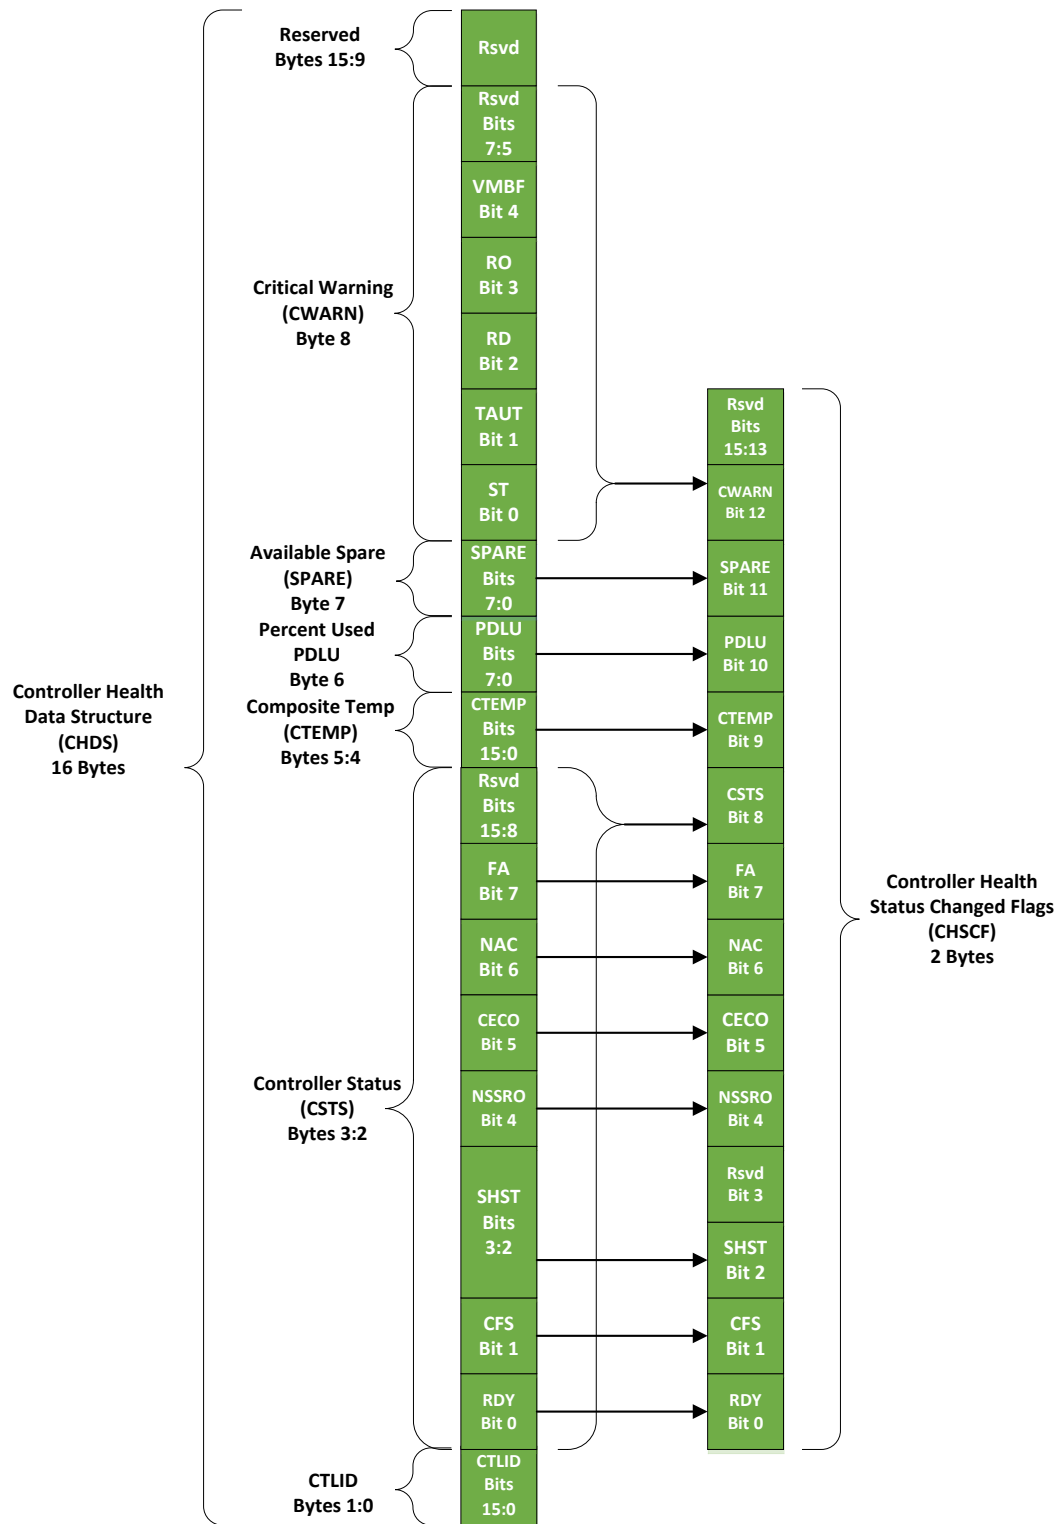 Reserved
Bytes 15:9
Critical Warning
(CWARN)
Byte 8
Available Spare
(SPARE)
Byte 7
Percent Used
PDLU
Byte 6
Composite Temp
(CTEMP)
Bytes 5:4
Controller Health
Data Structure
(CHDS)
16 Bytes
Controller Status
(CSTS)
Bytes 3:2
CTLID
Bytes 1:0
Rsvd
Rsvd
Bits
7:5
VMBF
Bit 4
RO
Bit 3
RD
Bit 2
TAUT
Bit 1
ST
Bit 0
SPARE
Bits
7:0
PDLU
Bits
7:0
CTEMP
Bits
15:0
Rsvd
Bits
15:8
FA
Bit 7
NAC
Bit 6
CECO
Bit 5
NSSRO
Bit 4
SHST
Bits
3:2
CFS
Bit 1
RDY
Bit 0
CTLID
Bits
15:0
Rsvd
Bits
15:13
CWARN
Bit 12
SPARE
Bit 11
PDLU
Bit 10
CTEMP
Bit 9
CSTS
Bit 8
FA
Bit 7
NAC
Bit 6
CECO
Bit 5
NSSRO
Bit 4
Rsvd
Bit 3
SHST
Bit 2
CFS
Bit 1
RDY
Bit 0
Controller Health
Status Changed Flags
(CHSCF)
2 Bytes